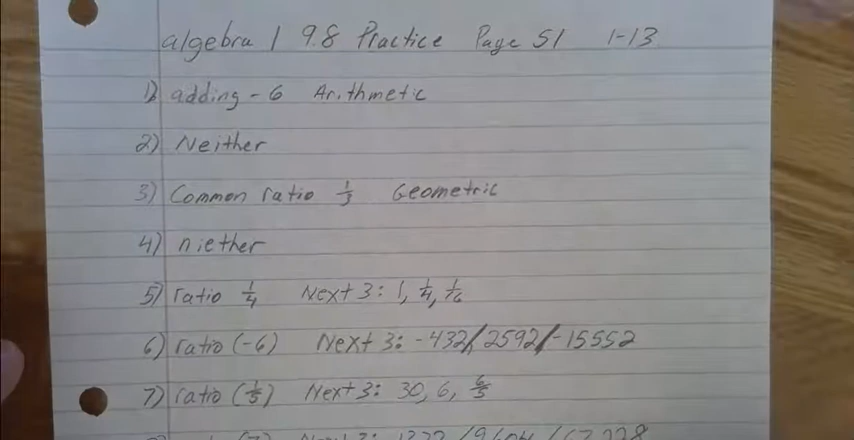 algebra 1 9.8 Practice Page 51 1-13
1) adding -6 Arithmetic
2) Neither
3) Common ratio 1/3 Geometric
4) niether
5) ratio 1/4 Next 3: 1, 1/4, 1/16
6) ratio (-6) Next 3: -432/ 2592/-15552
7) ratio (1/5) Next 3: 30, 6, 6/5